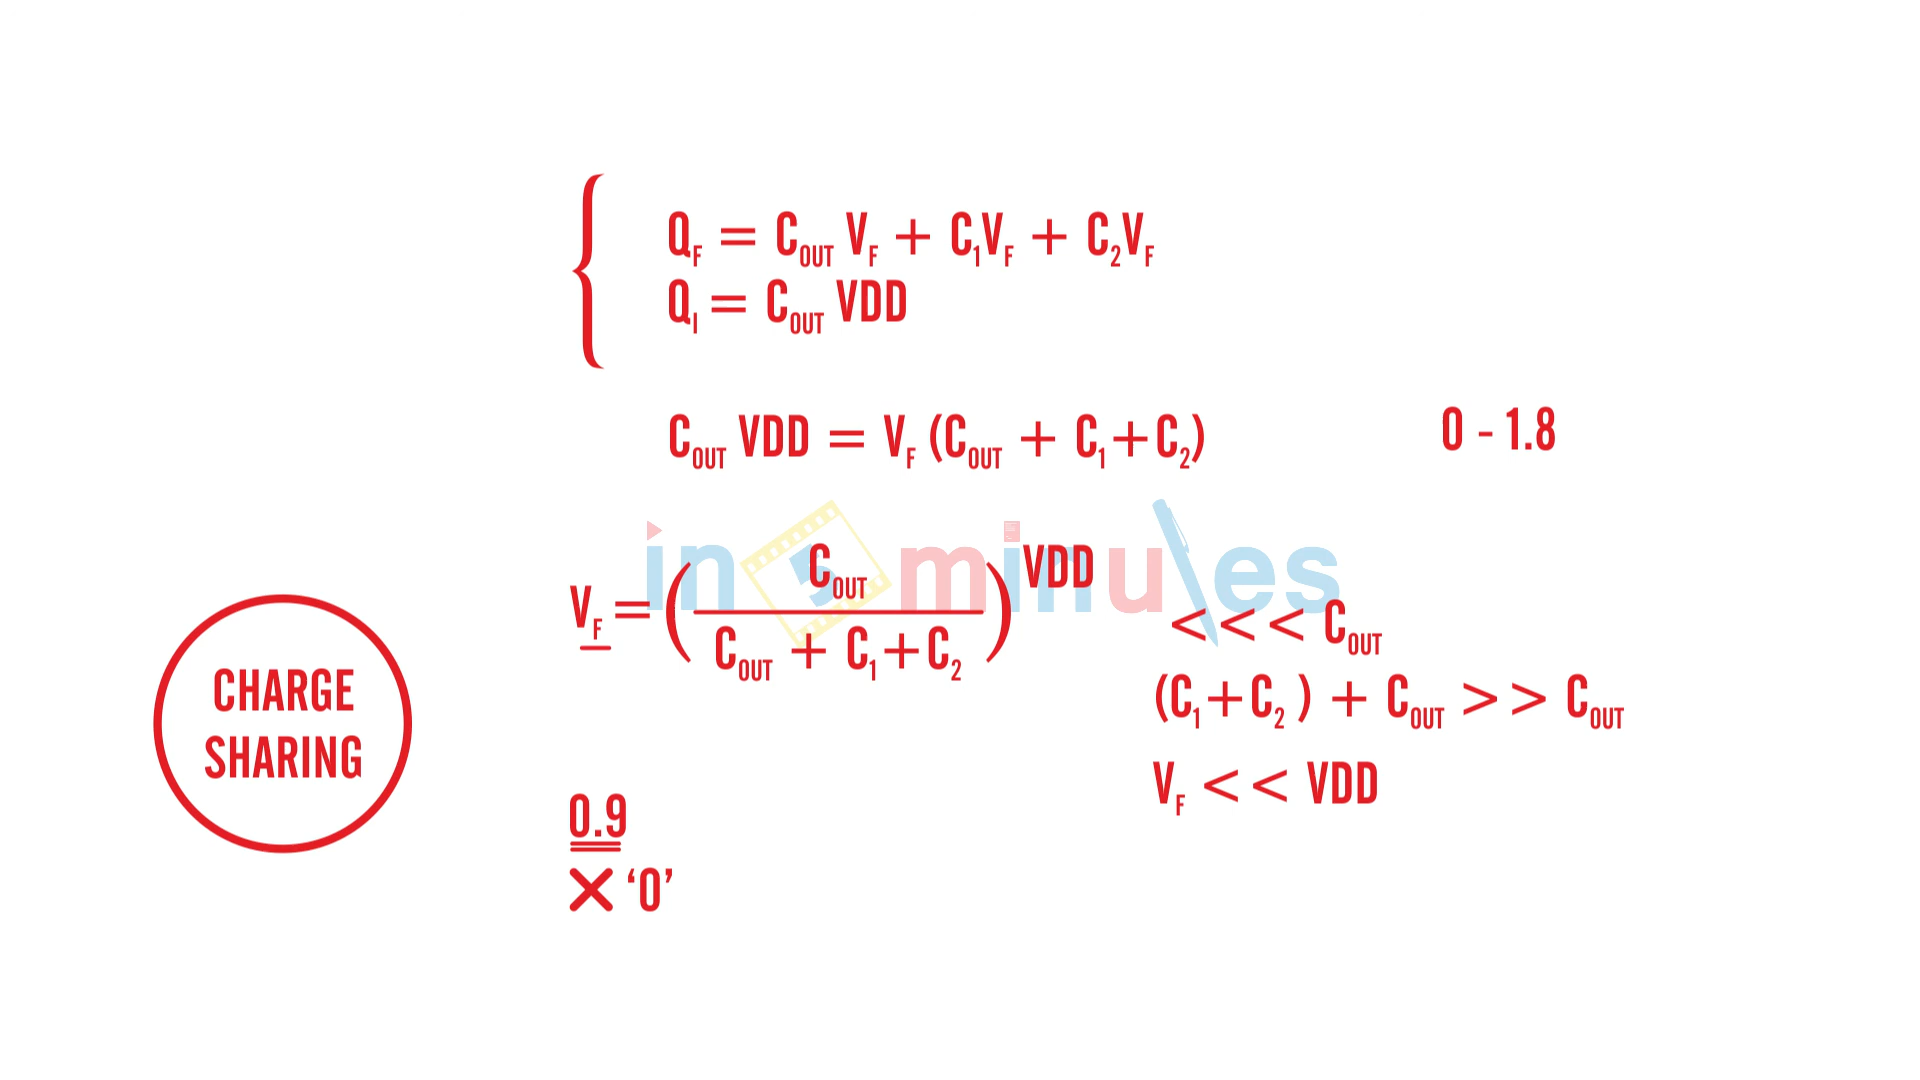 Q_F = C_OUT V_F + C_1V_F + C_2V_F
Q_I = C_OUT VDD
C_OUT VDD = V_F (C_OUT + C_1+C_2)
0 - 1.8
in 5 minutes
V_F = ( C_OUT / C_OUT + C_1+C_2 ) VDD
<<< C_OUT
(C_1+C_2 ) + C_OUT >> C_OUT
V_F << VDD
CHARGE
SHARING
0.9
× ‘0’